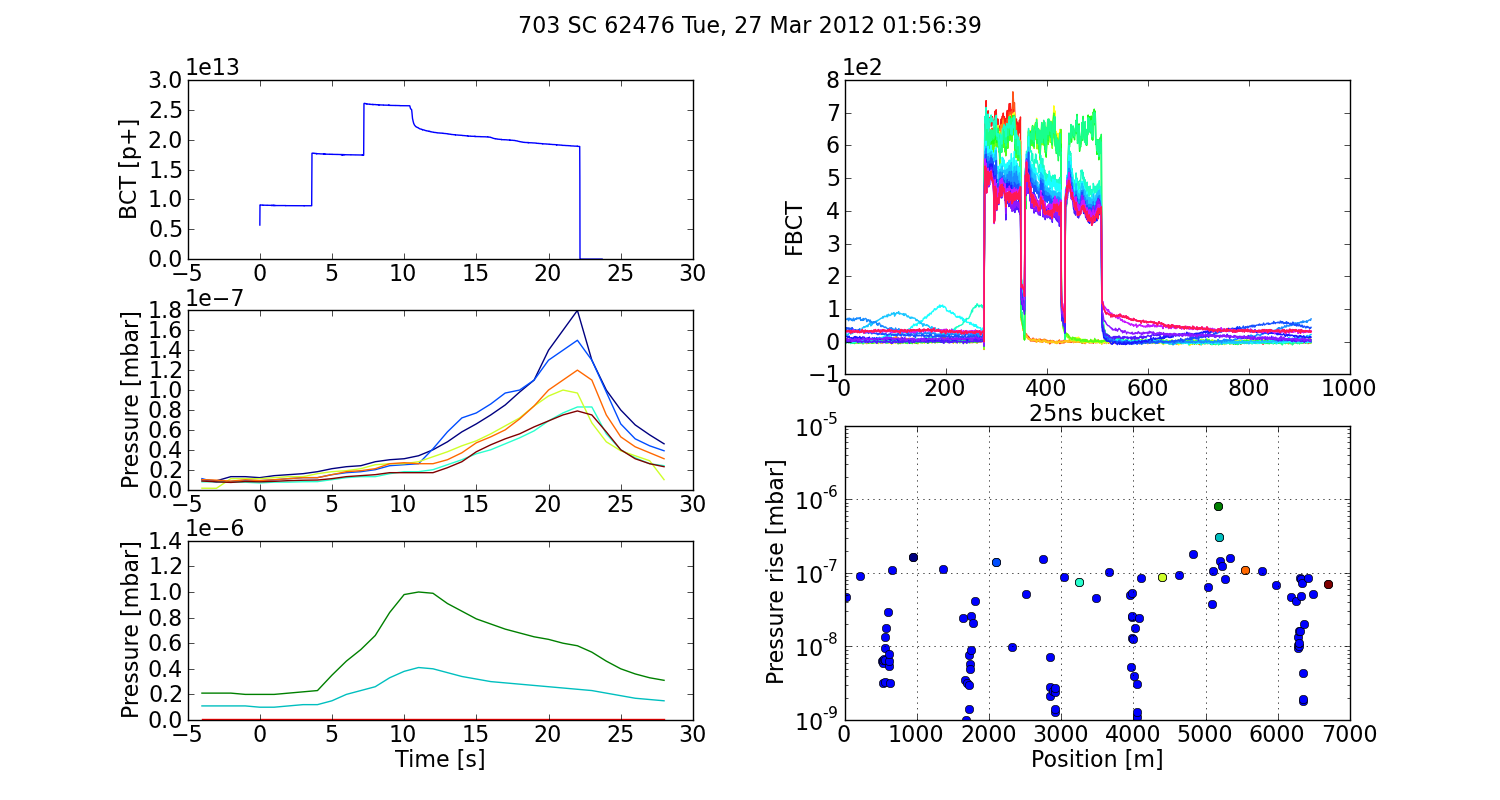 703 SC 62476 Tue, 27 Mar 2012 01:56:39
1e13
BCT [p+]
3.0
2.5
2.0
1.5
1.0
0.5
0.0
−5 0 5 10 15 20 25 30
1e−7
Pressure [mbar]
1.8
1.6
1.4
1.2
1.0
0.8
0.6
0.4
0.2
0.0
−5 0 5 10 15 20 25 30
1e−6
Pressure [mbar]
1.4
1.2
1.0
0.8
0.6
0.4
0.2
0.0
−5 0 5 10 15 20 25 30
Time [s]
1e2
FBCT
8
7
6
5
4
3
2
1
0
−1
0 200 400 600 800 1000
25ns bucket
Pressure rise [mbar]
10^-5
10^-6
10^-7
10^-8
10^-9
0 1000 2000 3000 4000 5000 6000 7000
Position [m]